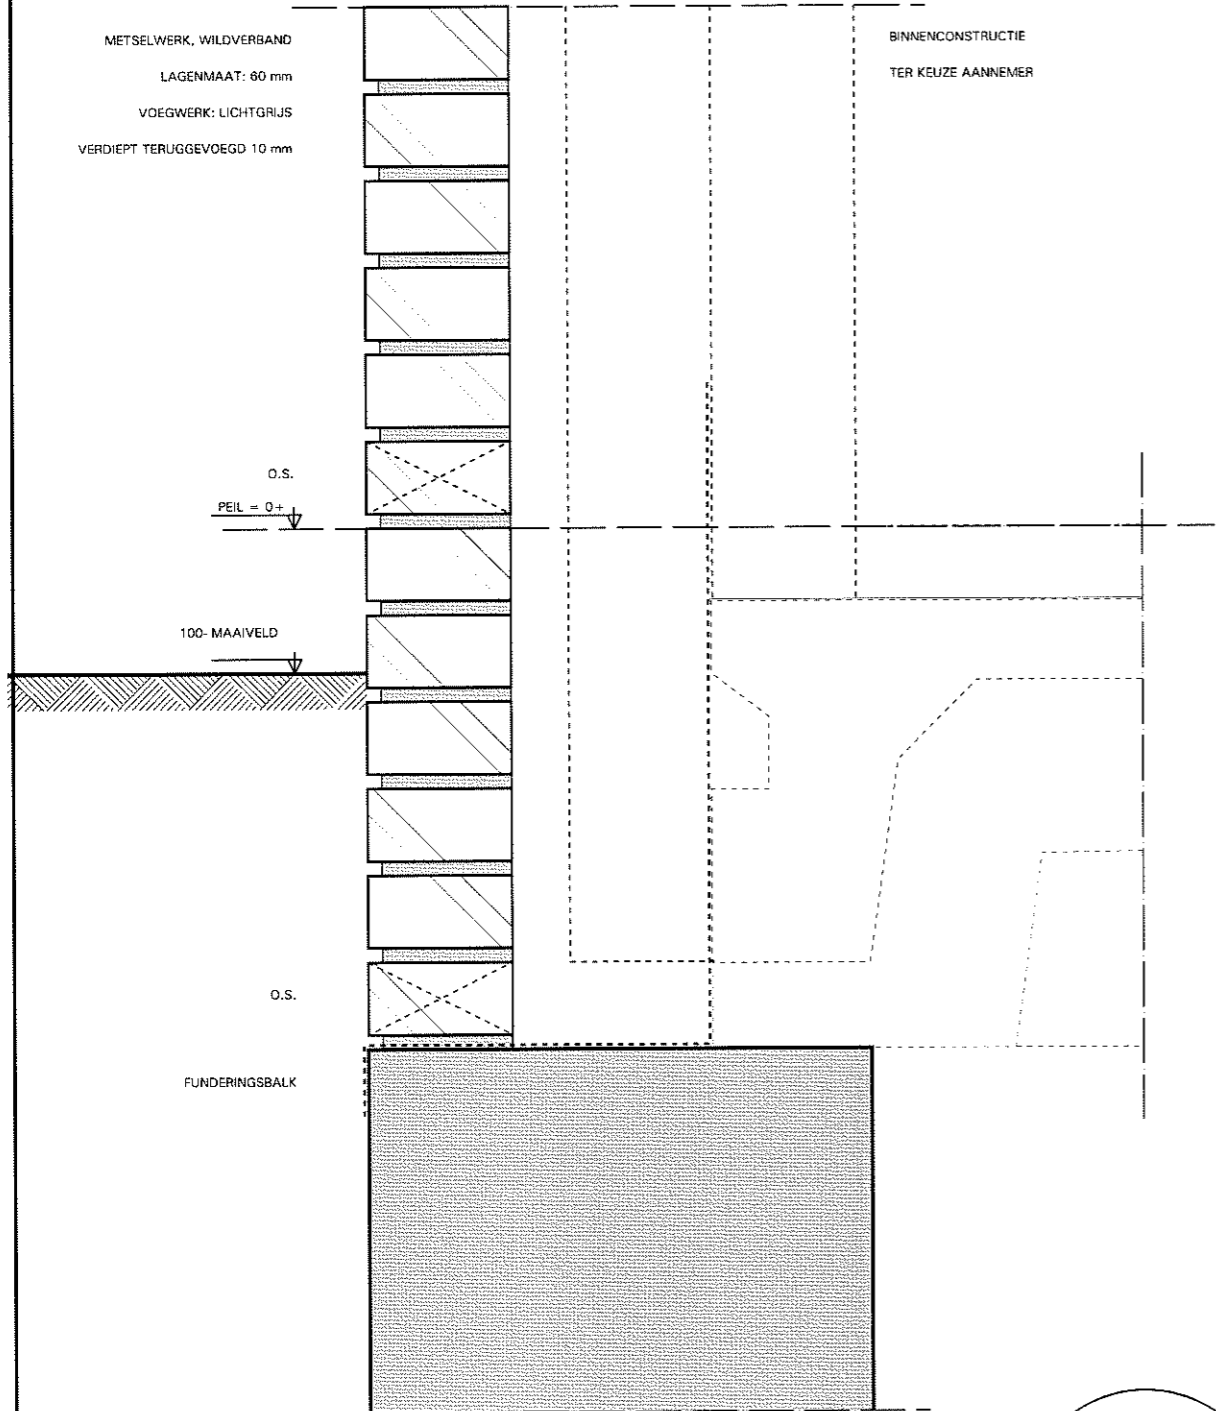 METSELWERK, WILDVERBAND
LAGENMAAT: 60 mm
VOEGWERK: LICHTGRIJS
VERDIEPT TERUGGEVOEGD 10 mm
BINNENCONSTRUCTIE
TER KEUZE AANNEMER
O.S.
PEIL = 0+
100- MAAIVELD
O.S.
FUNDERINGSBALK